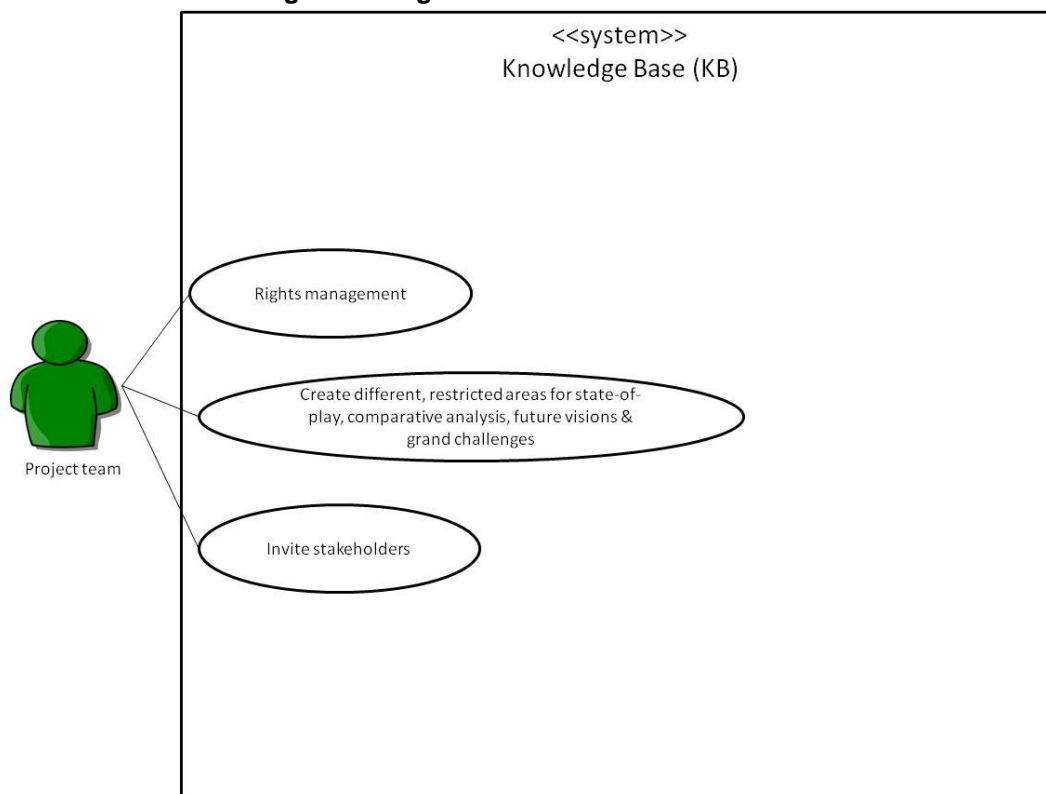 <<system>>
Knowledge Base (KB)
Rights management
Create different, restricted areas for state-of-
play, comparative analysis, future visions &
grand challenges
Project team
Invite stakeholders